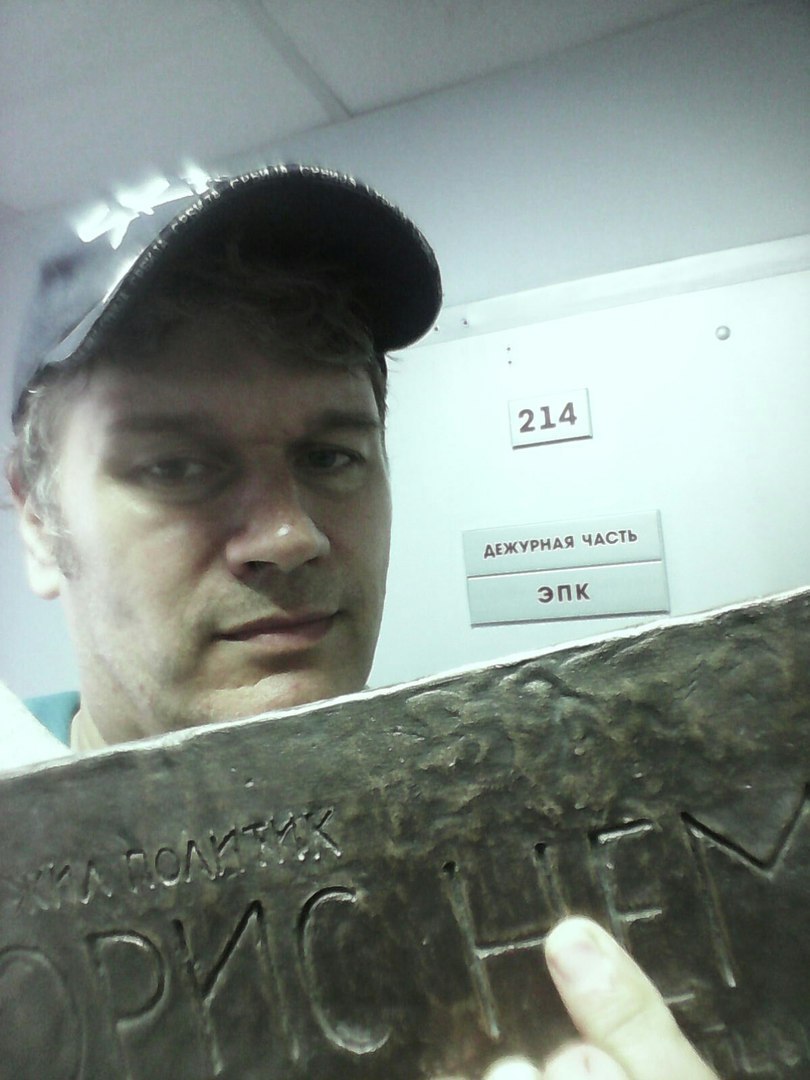 214
ДЕЖУРНАЯ ЧАСТЬ
ЭПК
ЖИЛ ПОЛИТИК
ОРИС НЕМ